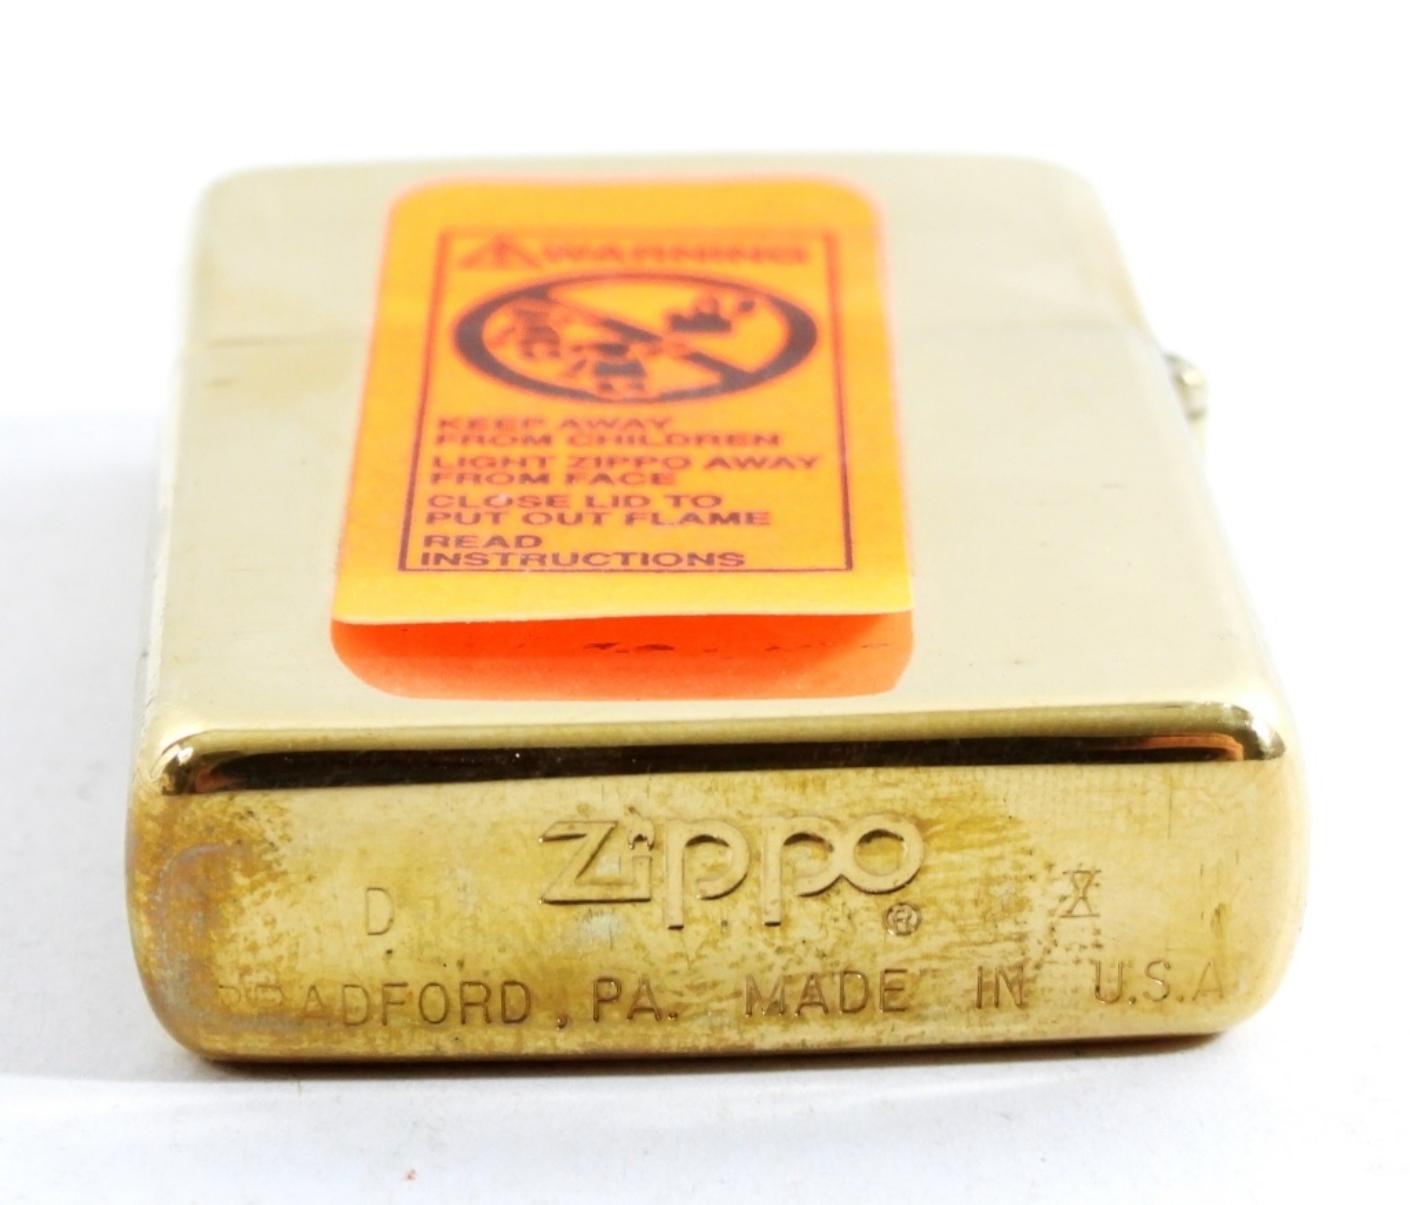 ⚠ WARNING
KEEP AWAY
FROM CHILDREN
LIGHT ZIPPO AWAY
FROM FACE
CLOSE LID TO
PUT OUT FLAME
READ
INSTRUCTIONS
D Zippo® X
BRADFORD, PA. MADE IN U.S.A